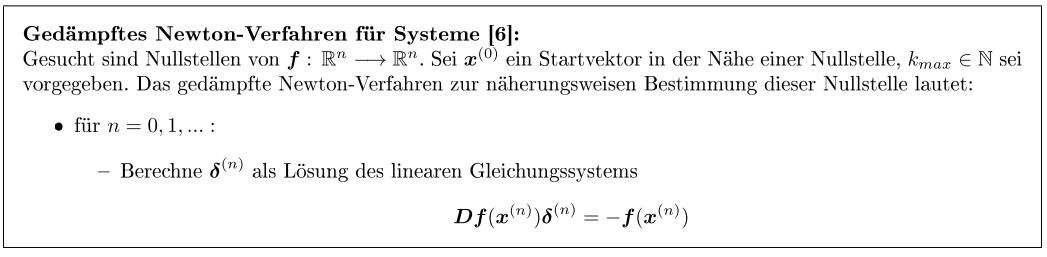 Gedämpftes Newton-Verfahren für Systeme [6]:
Gesucht sind Nullstellen von f : ℝⁿ ⟶ ℝⁿ. Sei x⁽⁰⁾ ein Startvektor in der Nähe einer Nullstelle, kₘₐₓ ∈ ℕ sei
vorgegeben. Das gedämpfte Newton-Verfahren zur näherungsweisen Bestimmung dieser Nullstelle lautet:
• für n = 0, 1, ... :
– Berechne δ⁽ⁿ⁾ als Lösung des linearen Gleichungssystems
Df(x⁽ⁿ⁾)δ⁽ⁿ⁾ = −f(x⁽ⁿ⁾)